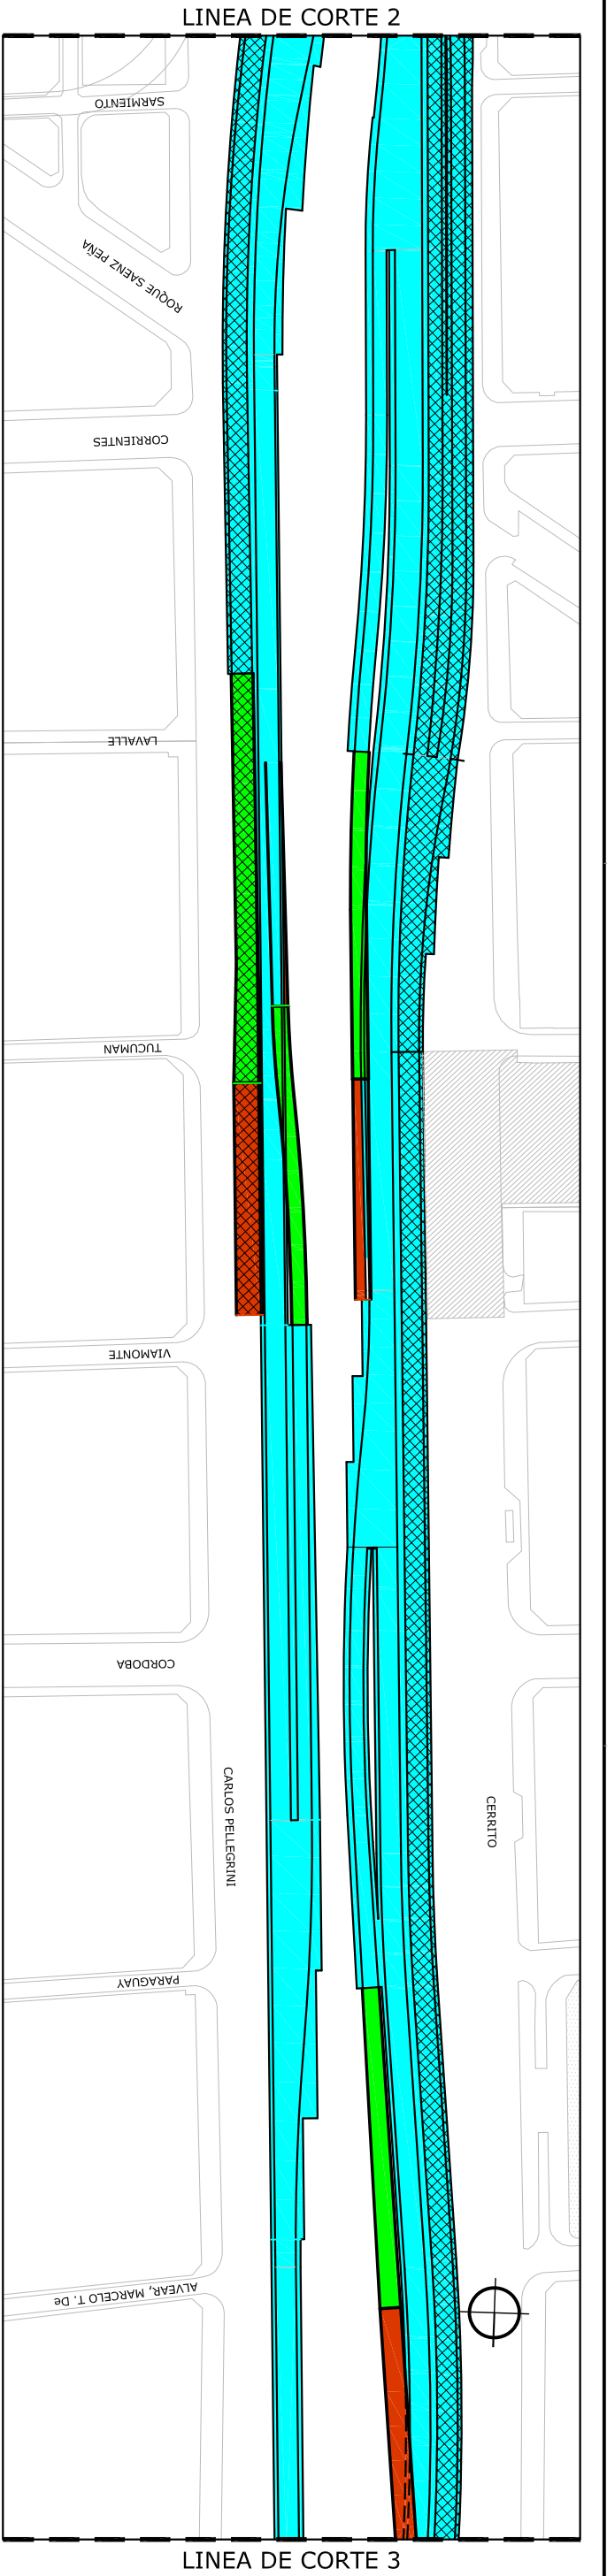 LINEA DE CORTE 2
SARMIENTO
ROQUE SAENZ PEÑA
CORRIENTES
LAVALLE
TUCUMAN
VIAMONTE
CORDOBA
CARLOS PELLEGRINI
CERRITO
PARAGUAY
ALVEAR, MARCELO T. De
LINEA DE CORTE 3